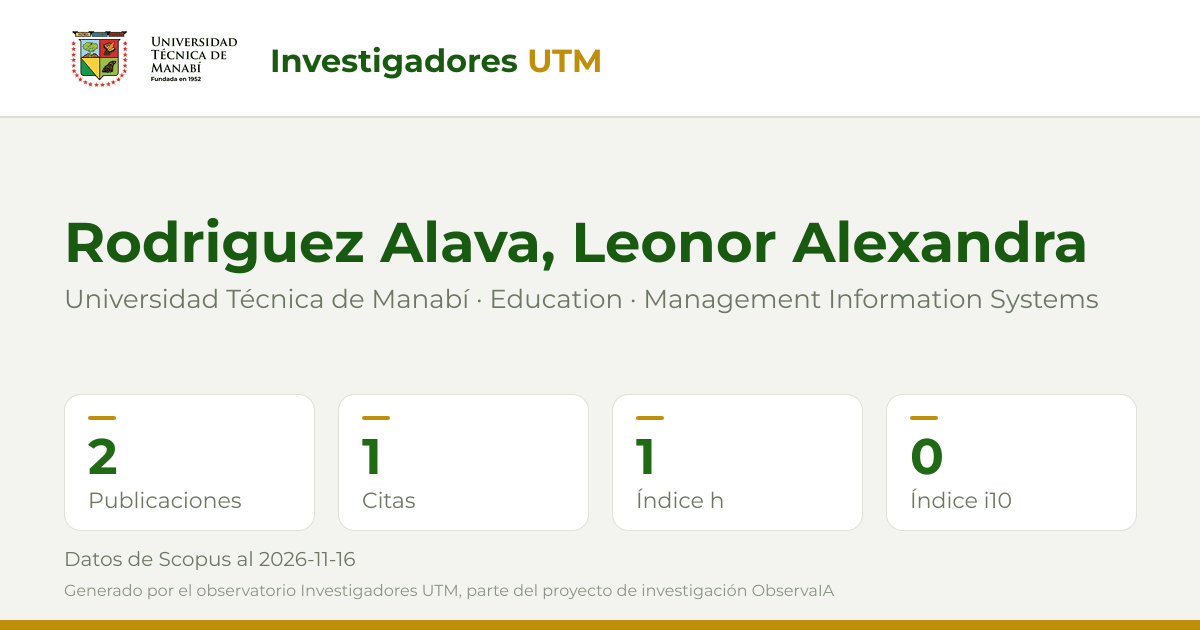 UNIVERSIDAD
TÉCNICA DE
MANABÍ
Fundada en 1952
Investigadores UTM
Rodriguez Alava, Leonor Alexandra
Universidad Técnica de Manabí · Education · Management Information Systems
2
Publicaciones
1
Citas
1
Índice h
0
Índice i10
Datos de Scopus al 2026-11-16
Generado por el observatorio Investigadores UTM, parte del proyecto de investigación ObservaIA